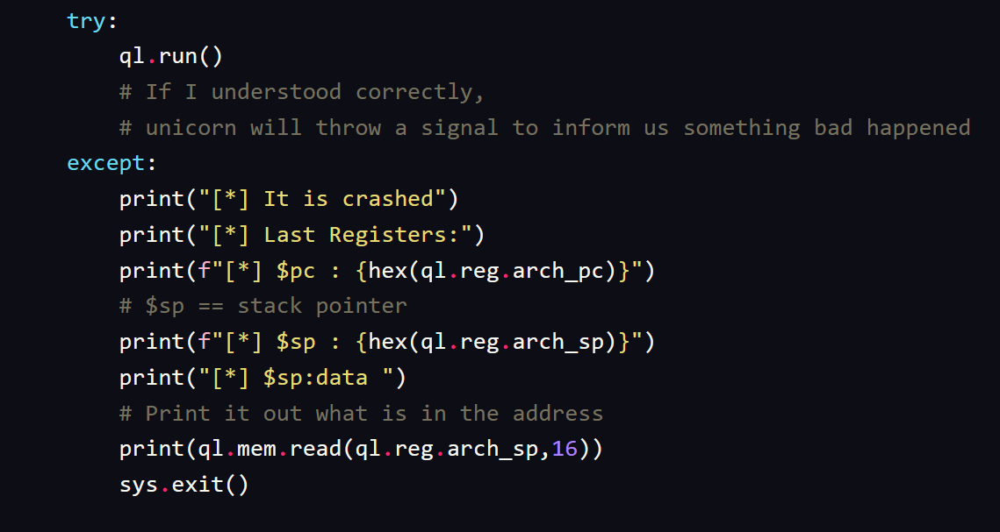 try:
    ql.run()
    # If I understood correctly,
    # unicorn will throw a signal to inform us something bad happened
except:
    print("[*] It is crashed")
    print("[*] Last Registers:")
    print(f"[*] $pc : {hex(ql.reg.arch_pc)}")
    # $sp == stack pointer
    print(f"[*] $sp : {hex(ql.reg.arch_sp)}")
    print("[*] $sp:data ")
    # Print it out what is in the address
    print(ql.mem.read(ql.reg.arch_sp,16))
    sys.exit()